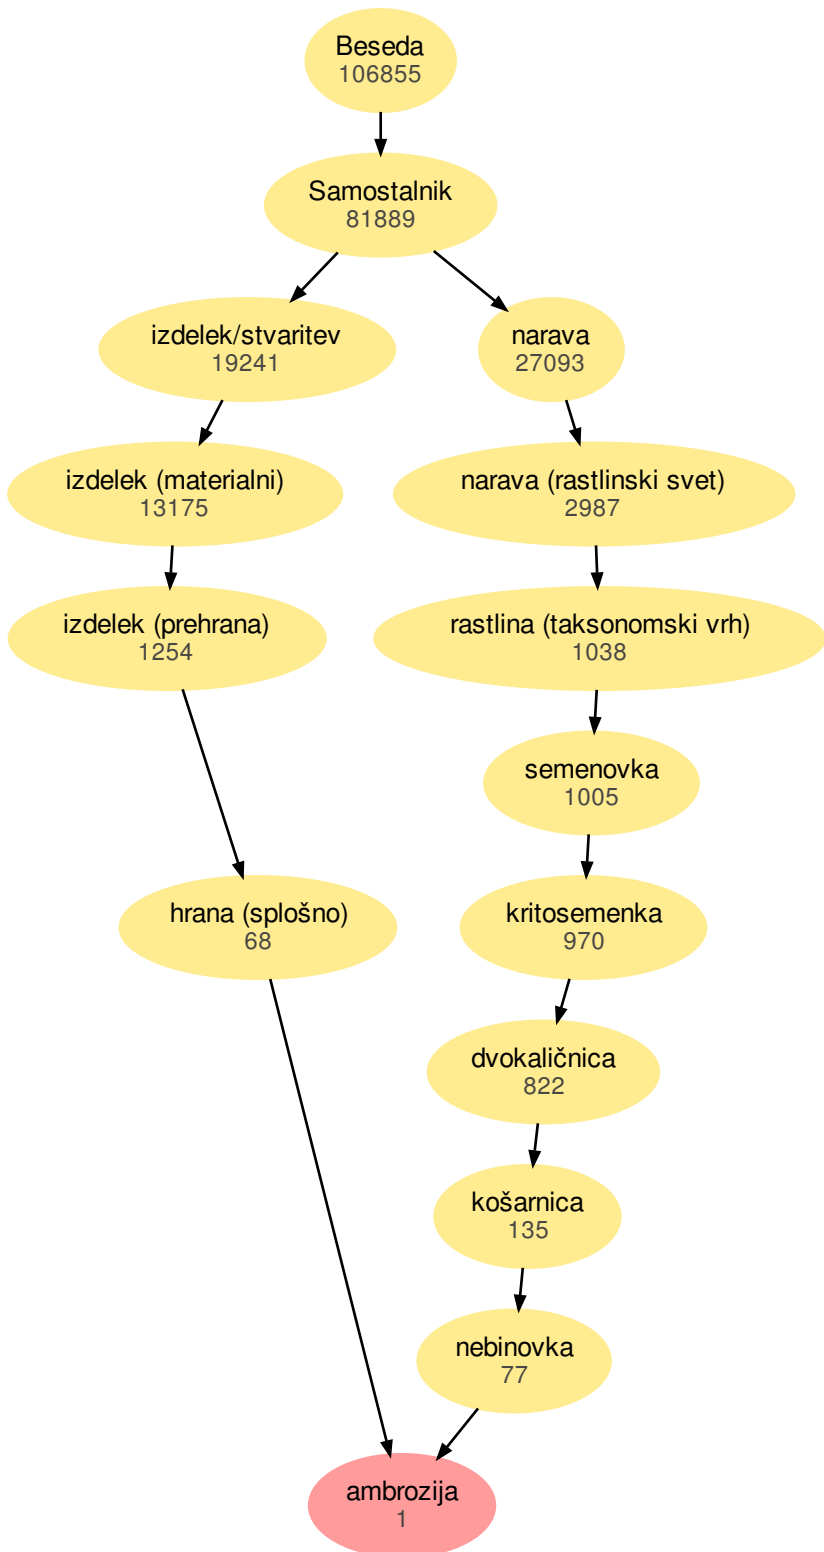 Beseda
106855
Samostalnik
81889
izdelek/stvaritev
19241
narava
27093
izdelek (materialni)
13175
narava (rastlinski svet)
2987
izdelek (prehrana)
1254
rastlina (taksonomski vrh)
1038
semenovka
1005
hrana (splošno)
68
kritosemenka
970
dvokaličnica
822
košarnica
135
nebinovka
77
ambrozija
1